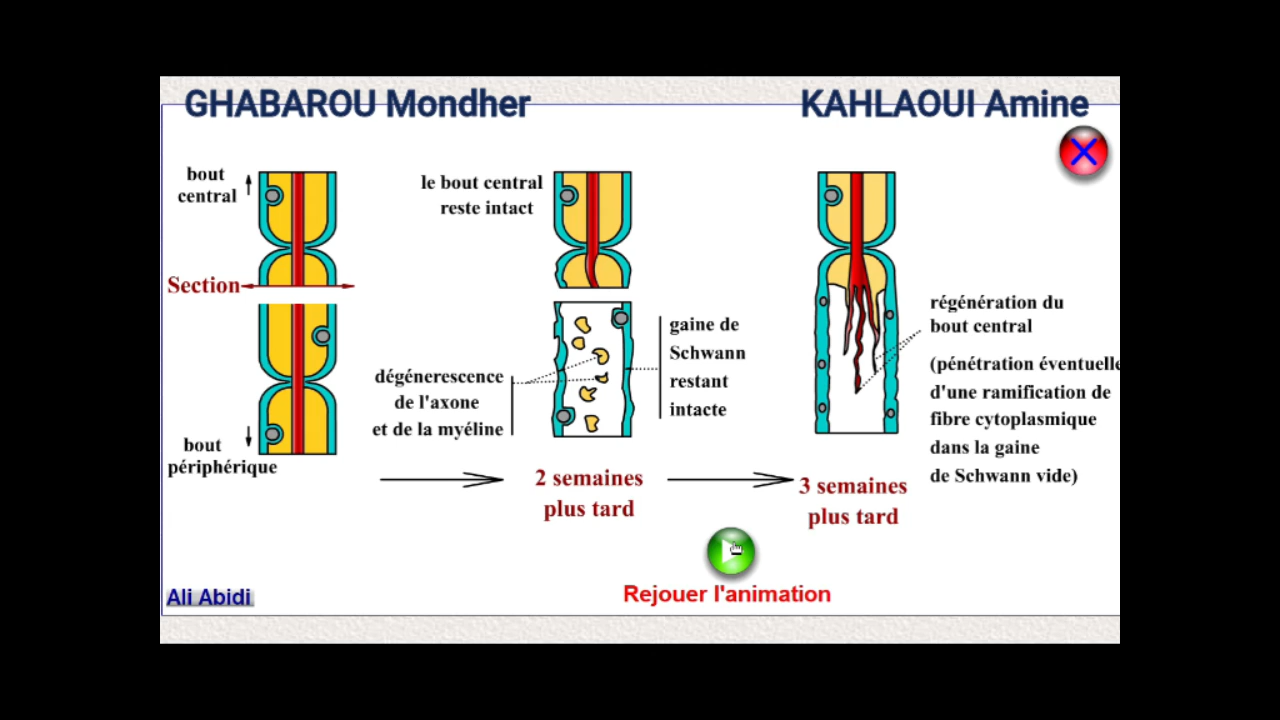 GHABAROU Mondher
KAHLAOUI Amine
bout
central
Section
bout
périphérique
le bout central
reste intact
dégénerescence
de l'axone
et de la myéline
gaine de
Schwann
restant
intacte
2 semaines
plus tard
3 semaines
plus tard
régénération du
bout central
(pénétration éventuelle
d'une ramification de
fibre cytoplasmique
dans la gaine
de Schwann vide)
Rejouer l'animation
Ali Abidi